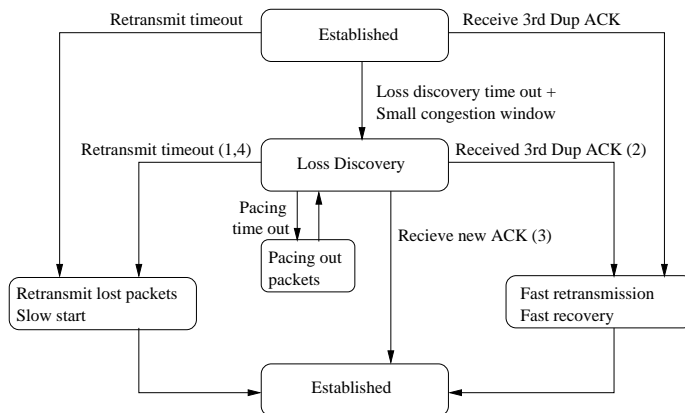 Retransmit timeout
Established
Receive 3rd Dup ACK
Loss discovery time out +
Small congestion window
Retransmit timeout (1,4)
Loss Discovery
Received 3rd Dup ACK (2)
Pacing
time out
Recieve new ACK (3)
Pacing out
packets
Retransmit lost packets
Slow start
Fast retransmission
Fast recovery
Established